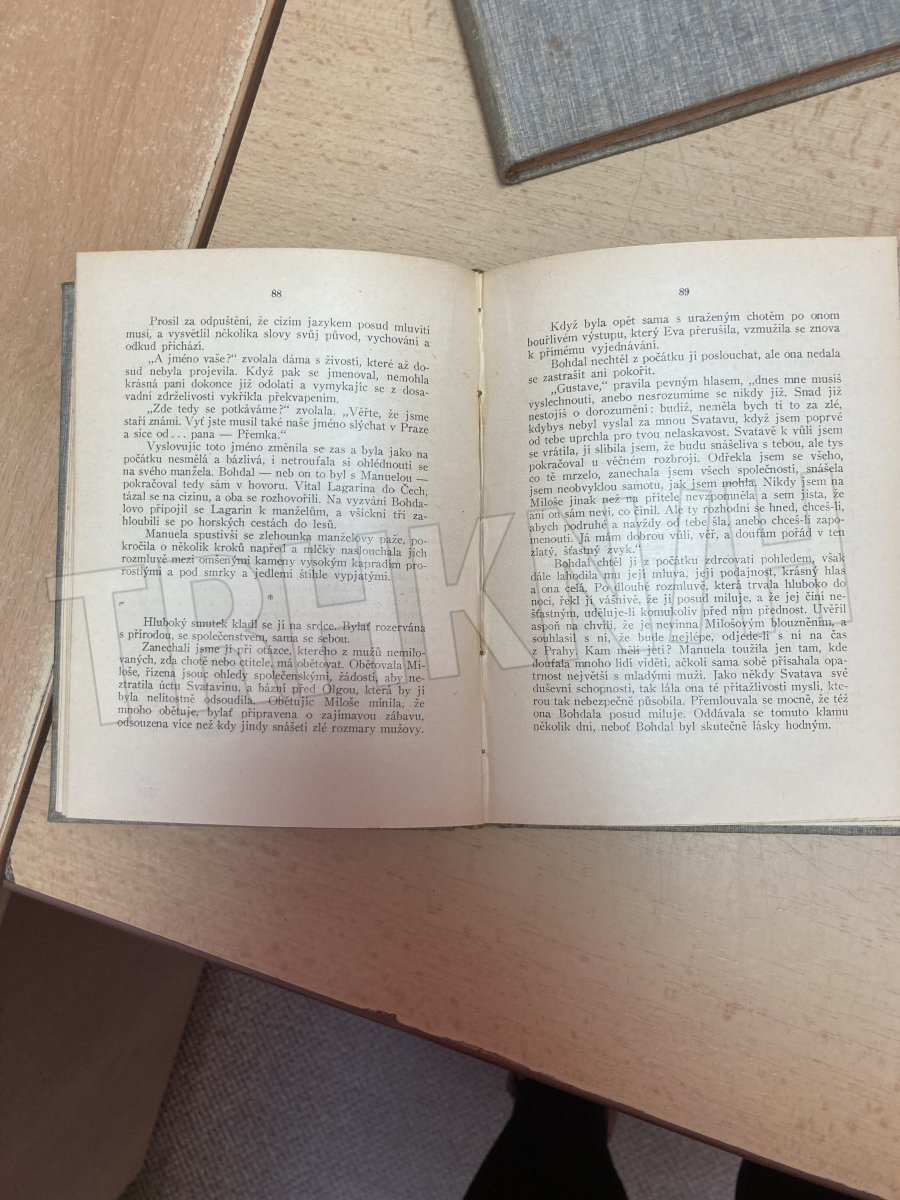 88
Prosil za odpuštění, že cizím jazykem posud mluviti
musí, a vysvětlil několika slovy svůj původ, vychování a
odkud přichází.
„A jméno vaše?“ zvolala dáma s živostí, které až do-
sud nebyla projevila. Když pak se jmenoval, nemohla
krásná paní dokonce již odolati a vymykajíc se z dosa-
vadní zdrželivosti vykřikla překvapením.
„Zde tedy se potkáváme?“ zvolala. „Věřte, že jsme
staří známí. Vyť jste musil také naše jméno slýchat v Praze
a sice od... pana — Přemka.“
Vyslovujíc toto jméno změnila se zas a byla jako na
počátku nesmělá a bázlivá, i netroufala si ohlédnouti se
na svého manžela. Bohdal — neb on to byl s Manuelou —
pokračoval tedy sám v hovoru. Vítal Lagarina do Čech,
tázal se na cizinu, a oba se rozhovořili. Na vyzvání Bohda-
lovo připojil se Lagarin k manželům, a všickni tři za-
hloubili se po horských cestách do lesů.
Manuela spustivši se zlehounka manželovy paže, po-
kročila o několik kroků napřed a mlčky naslouchala jich
rozmluvě mezi omšenými kameny vysokým kapradím pro-
rostlými a pod smrky a jedlemi štíhle vypjatými.
*
Hluboký smutek kladl se jí na srdce. Bylať rozervána
s přírodou, se společenstvem, sama se sebou.
Zanechali jsme ji při otázce, kterého z mužů nemilo-
vaných, zda chotě nebo ctitele, má obětovat. Obětovala Mi-
loše, řízena jsouc ohledy společenskými, žádostí, aby ne-
ztratila úctu Svatavinu, a bázní před Olgou, která by ji
byla nelítostně odsoudila. Obětujíc Miloše mínila, že
mnoho obětuje, bylať připravena o zajímavou zábavu,
odsouzena více než kdy jindy snášeti zlé rozmary mužovy.
89
Když byla opět sama s uraženým chotěm po onom
bouřlivém výstupu, který Eva přerušila, vzmužila se znova
k přímému vyjednávání.
Bohdal nechtěl z počátku ji poslouchat, ale ona nedala
se zastrašit ani pokořit.
„Gustave,“ pravila pevným hlasem, „dnes mne musíš
vyslechnouti, anebo nesrozumíme se nikdy již. Snad již
nestojíš o dorozumění: budiž, neměla bych ti to za zlé,
kdybys nebyl vyslal za mnou Svatavu, když jsem poprvé
od tebe uprchla pro tvou nelaskavost. Svatavě k vůli jsem
se vrátila, jí slíbila jsem, že budu snášeliva s tebou, ale tys
pokračoval u věčném rozbroji. Odřekla jsem se všeho,
co tě mrzelo, zanechala jsem všech společností, snášela
jsem neobvyklou samotu, jak jsem mohla. Nikdy jsem na
Miloše jinak než na přítele nevzpomněla a sem jista, že
ani on sám neví, co činil. Ale ty rozhodni se hned, chceš-li,
abych podruhé a navždy od tebe šla, anebo chceš-li zapo-
menouti. Já mám dobrou vůli, věř, a doufám pořád v ten
zlatý, šťastný zvyk.“
Bohdal chtěl ji z počátku zdrcovati pohledem, však
dále lahodila mu její mluva, její podajnost, krásný hlas
a ona celá. Po dlouhé rozmluvě, která trvala hluboko do
noci, řekl jí vášnivě, že ji posud miluje, a že jej činí ne-
šťastným, uděluje-li komukoliv před ním přednost. Uvěřil
aspoň na chvíli, že je nevinna Milošovým blouzněním, a
souhlasil s ní, že bude nejlépe, odjede-li s ní na čas
z Prahy. Kam měli jeti? Manuela toužila jen tam, kde
doufala mnoho lidí viděti, ačkoli sama sobě přísahala opa-
trnost největší s mladými muži. Jako někdy Svatava své
duševní schopnosti, tak lála ona té přitažlivosti mysli, kte-
rou tak nebezpečně působila. Přemlouvala se mocně, že též
ona Bohdala posud miluje. Oddávala se tomuto klamu
několik dní, neboť Bohdal byl skutečně lásky hodným.
TRHKNIH